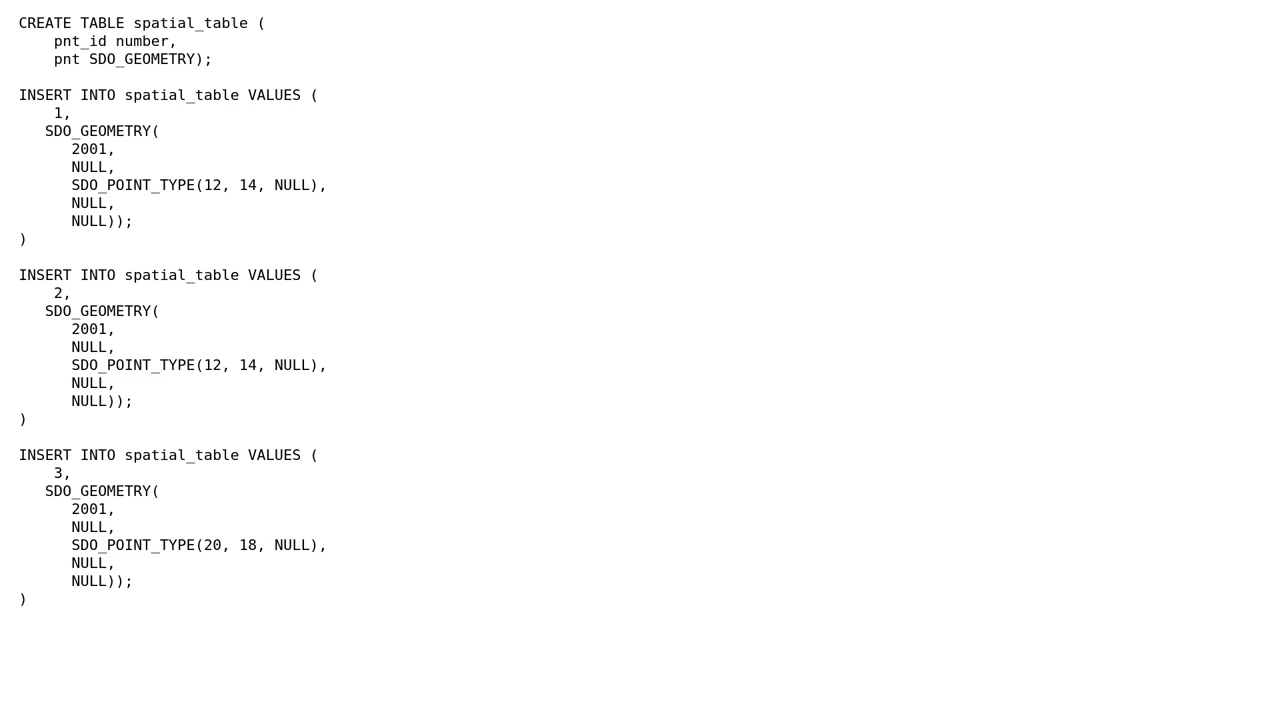 CREATE TABLE spatial_table (
    pnt_id number,
    pnt SDO_GEOMETRY);

INSERT INTO spatial_table VALUES (
    1,
   SDO_GEOMETRY(
      2001,
      NULL,
      SDO_POINT_TYPE(12, 14, NULL),
      NULL,
      NULL));
)

INSERT INTO spatial_table VALUES (
    2,
   SDO_GEOMETRY(
      2001,
      NULL,
      SDO_POINT_TYPE(12, 14, NULL),
      NULL,
      NULL));
)

INSERT INTO spatial_table VALUES (
    3,
   SDO_GEOMETRY(
      2001,
      NULL,
      SDO_POINT_TYPE(20, 18, NULL),
      NULL,
      NULL));
)